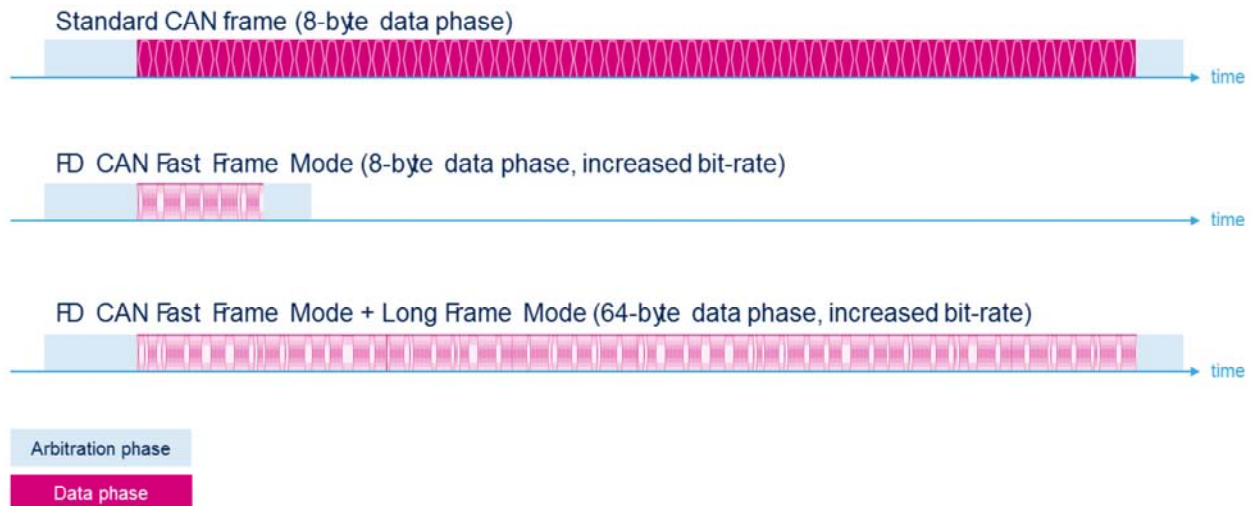 Standard CAN frame (8-byte data phase)
time
FD CAN Fast Frame Mode (8-byte data phase, increased bit-rate)
time
FD CAN Fast Frame Mode + Long Frame Mode (64-byte data phase, increased bit-rate)
time
Arbitration phase
Data phase